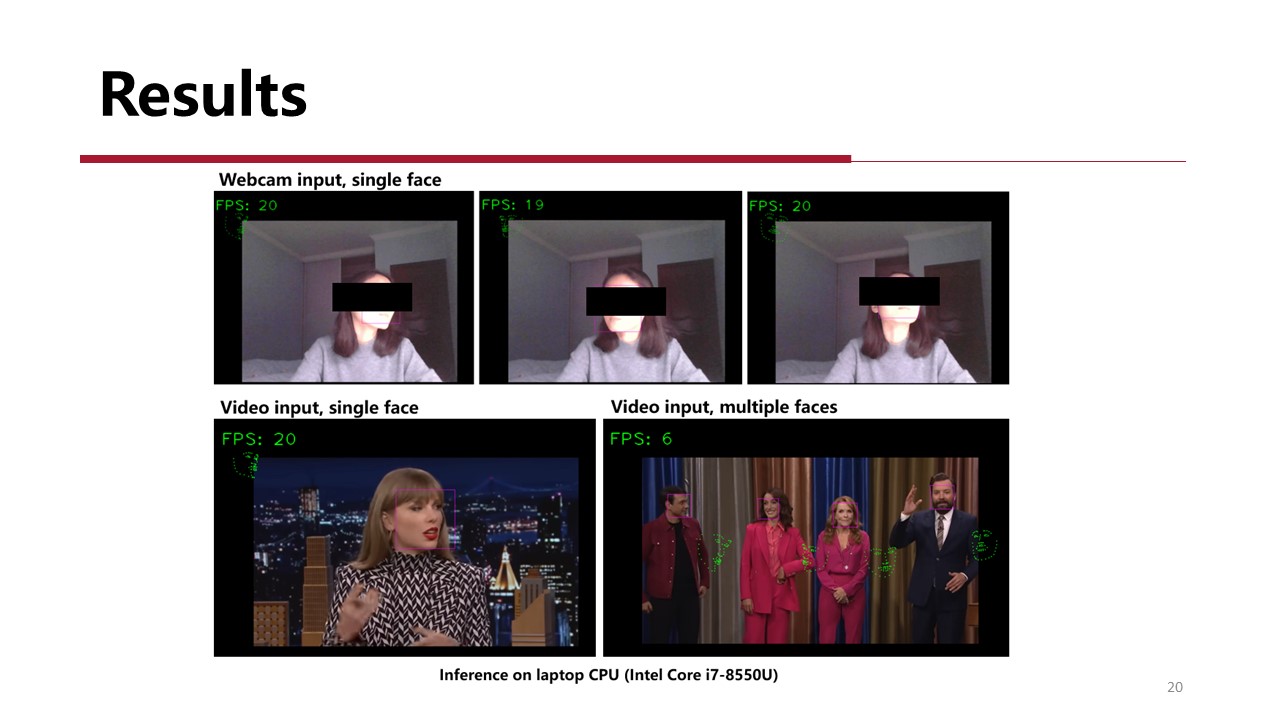 Results
Webcam input, single face
FPS: 20
FPS: 19
FPS: 20
Video input, single face
Video input, multiple faces
FPS: 20
FPS: 6
Inference on laptop CPU (Intel Core i7-8550U)
20